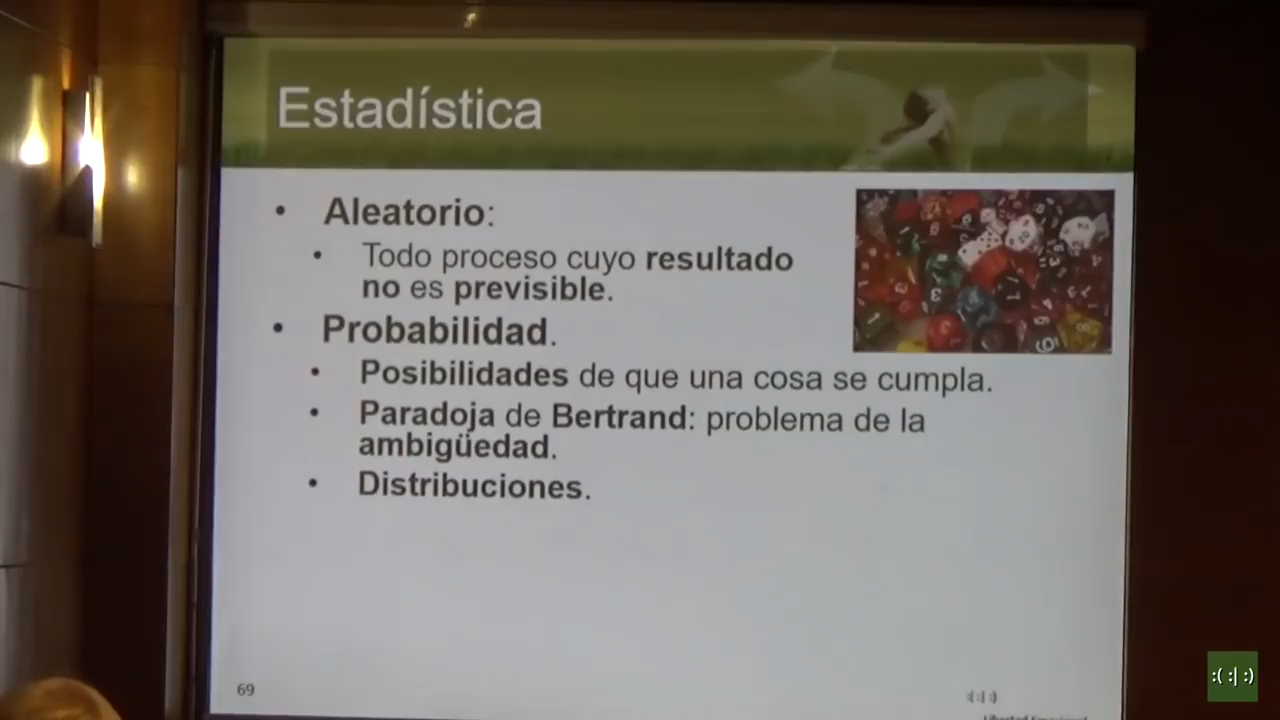 Estadística
• Aleatorio:
• Todo proceso cuyo resultado
no es previsible.
• Probabilidad.
• Posibilidades de que una cosa se cumpla.
• Paradoja de Bertrand: problema de la
ambigüedad.
• Distribuciones.
69
:( :| :)